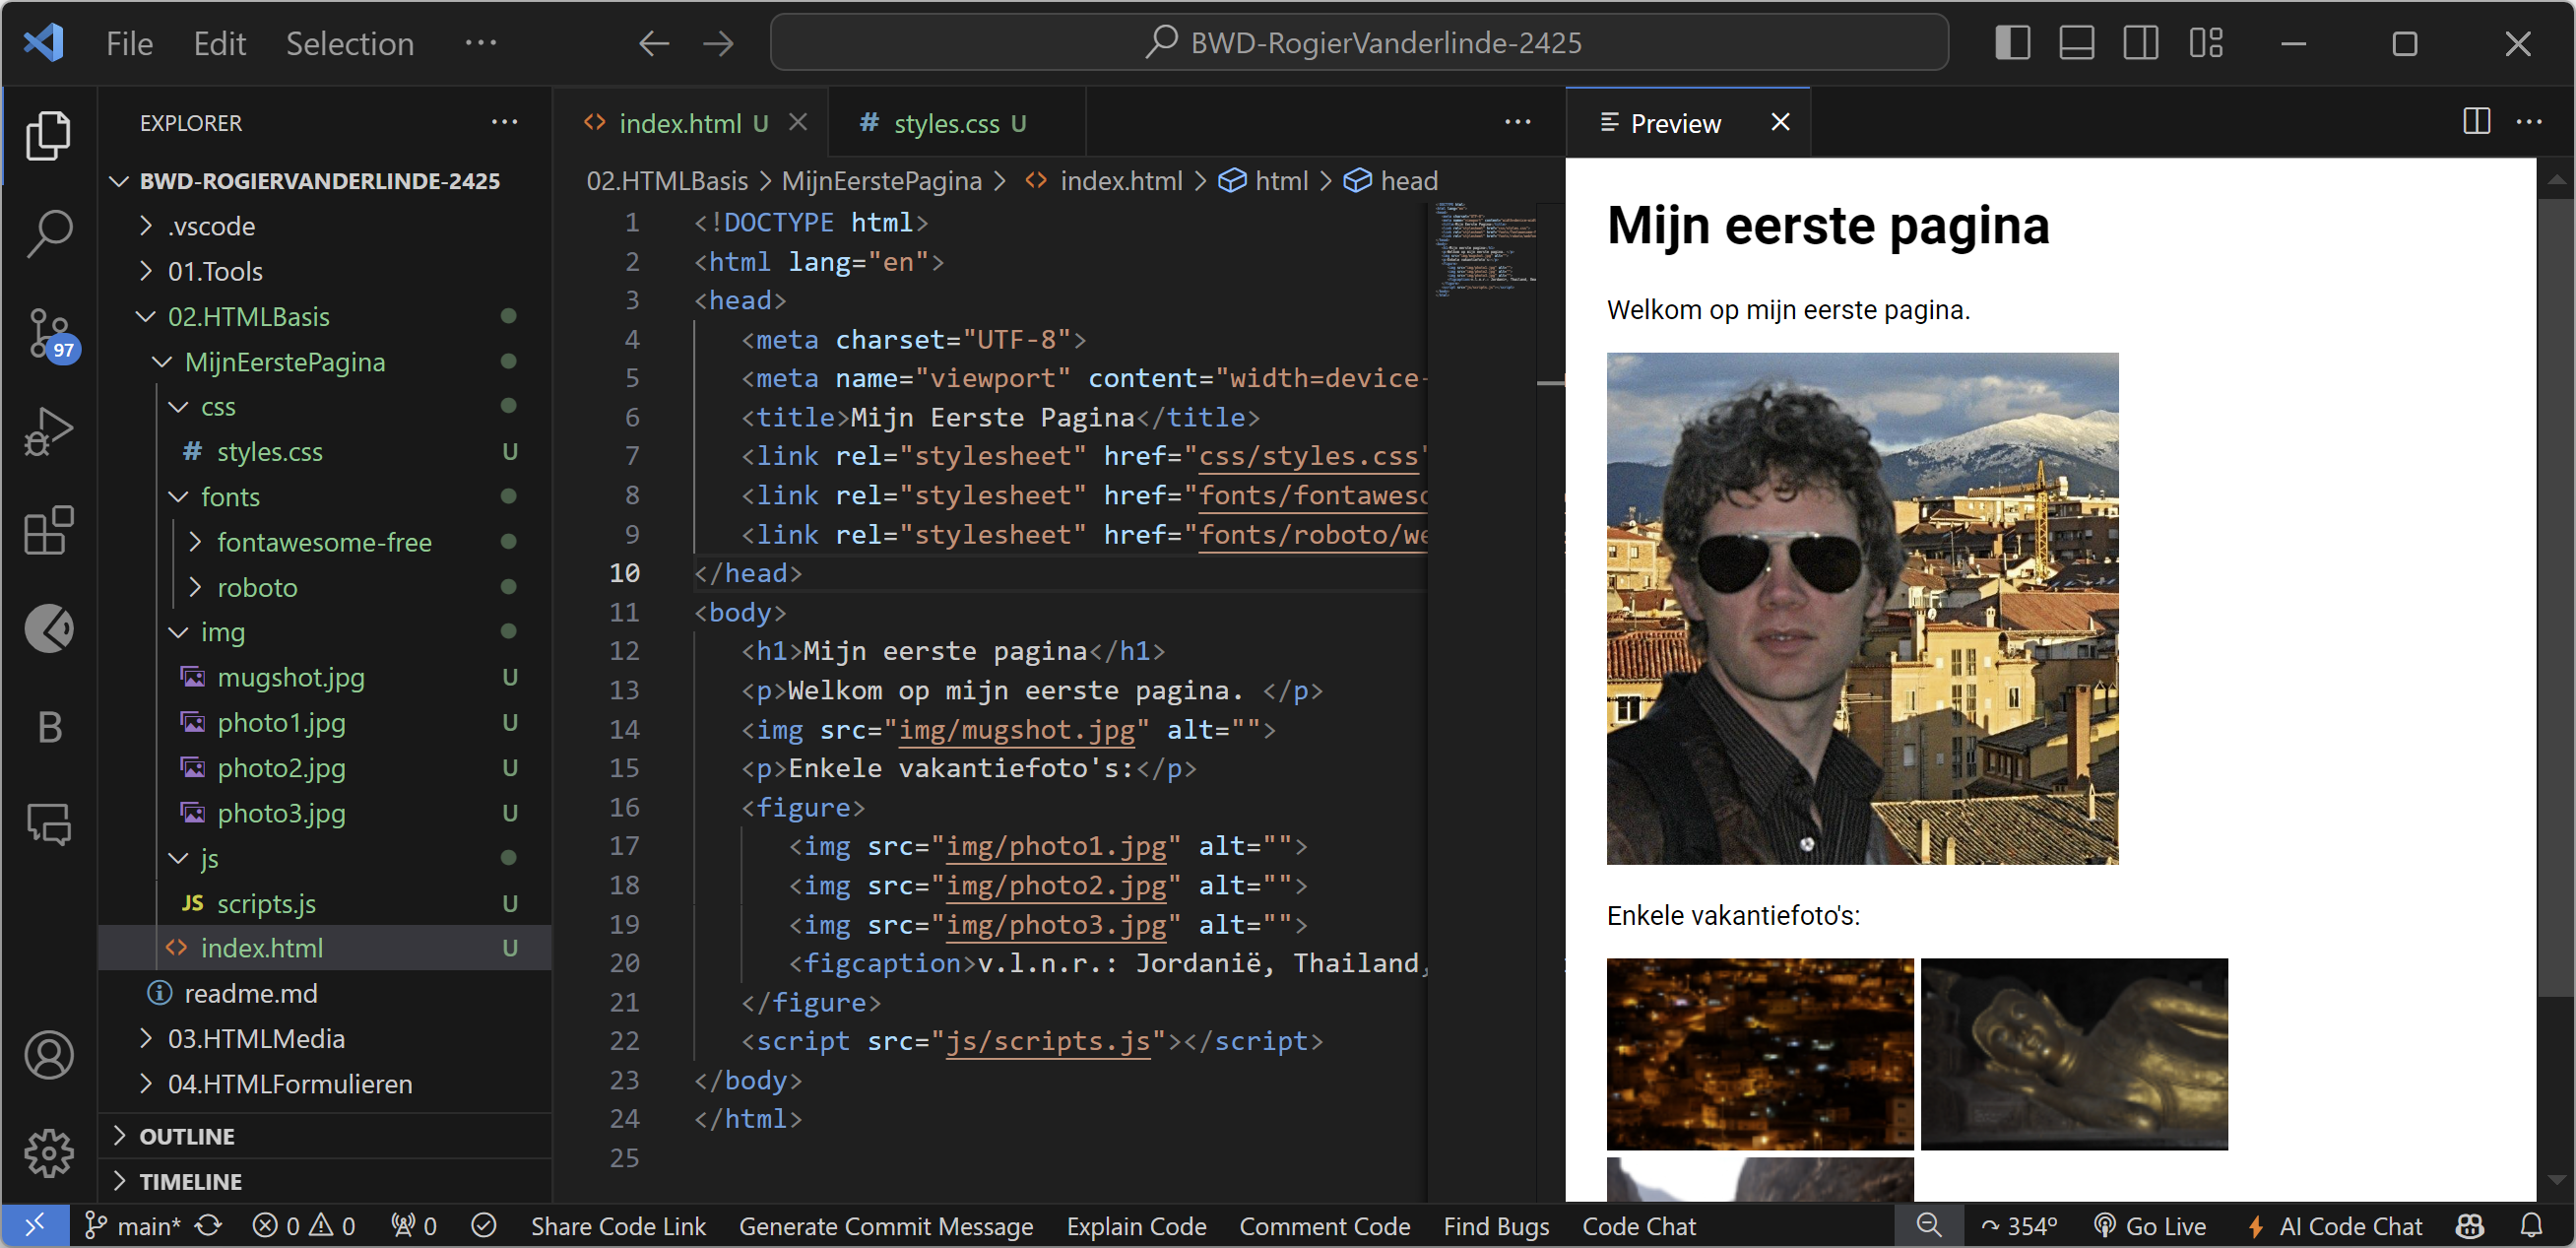 File Edit Selection ··· BWD-RogierVanderlinde-2425
EXPLORER
BWD-ROGIERVANDERLINDE-2425
.vscode
01.Tools
02.HTMLBasis
MijnEerstePagina
css
# styles.css U
fonts
fontawesome-free
roboto
img
mugshot.jpg U
photo1.jpg U
photo2.jpg U
photo3.jpg U
js
JS scripts.js U
<> index.html U
readme.md
03.HTMLMedia
04.HTMLFormulieren
OUTLINE
TIMELINE
97
B
<> index.html U
# styles.css U
02.HTMLBasis > MijnEerstePagina > <> index.html > html > head
1 <!DOCTYPE html>
2 <html lang="en">
3 <head>
4 <meta charset="UTF-8">
5 <meta name="viewport" content="width=device-
6 <title>Mijn Eerste Pagina</title>
7 <link rel="stylesheet" href="css/styles.css"
8 <link rel="stylesheet" href="fonts/fontaweso
9 <link rel="stylesheet" href="fonts/roboto/we
10 </head>
11 <body>
12 <h1>Mijn eerste pagina</h1>
13 <p>Welkom op mijn eerste pagina. </p>
14 <img src="img/mugshot.jpg" alt="">
15 <p>Enkele vakantiefoto's:</p>
16 <figure>
17 <img src="img/photo1.jpg" alt="">
18 <img src="img/photo2.jpg" alt="">
19 <img src="img/photo3.jpg" alt="">
20 <figcaption>v.l.n.r.: Jordanië, Thailand,
21 </figure>
22 <script src="js/scripts.js"></script>
23 </body>
24 </html>
25
Preview
Mijn eerste pagina
Welkom op mijn eerste pagina.
Enkele vakantiefoto's:
main* 0 0 0 Share Code Link Generate Commit Message Explain Code Comment Code Find Bugs Code Chat 354º Go Live AI Code Chat